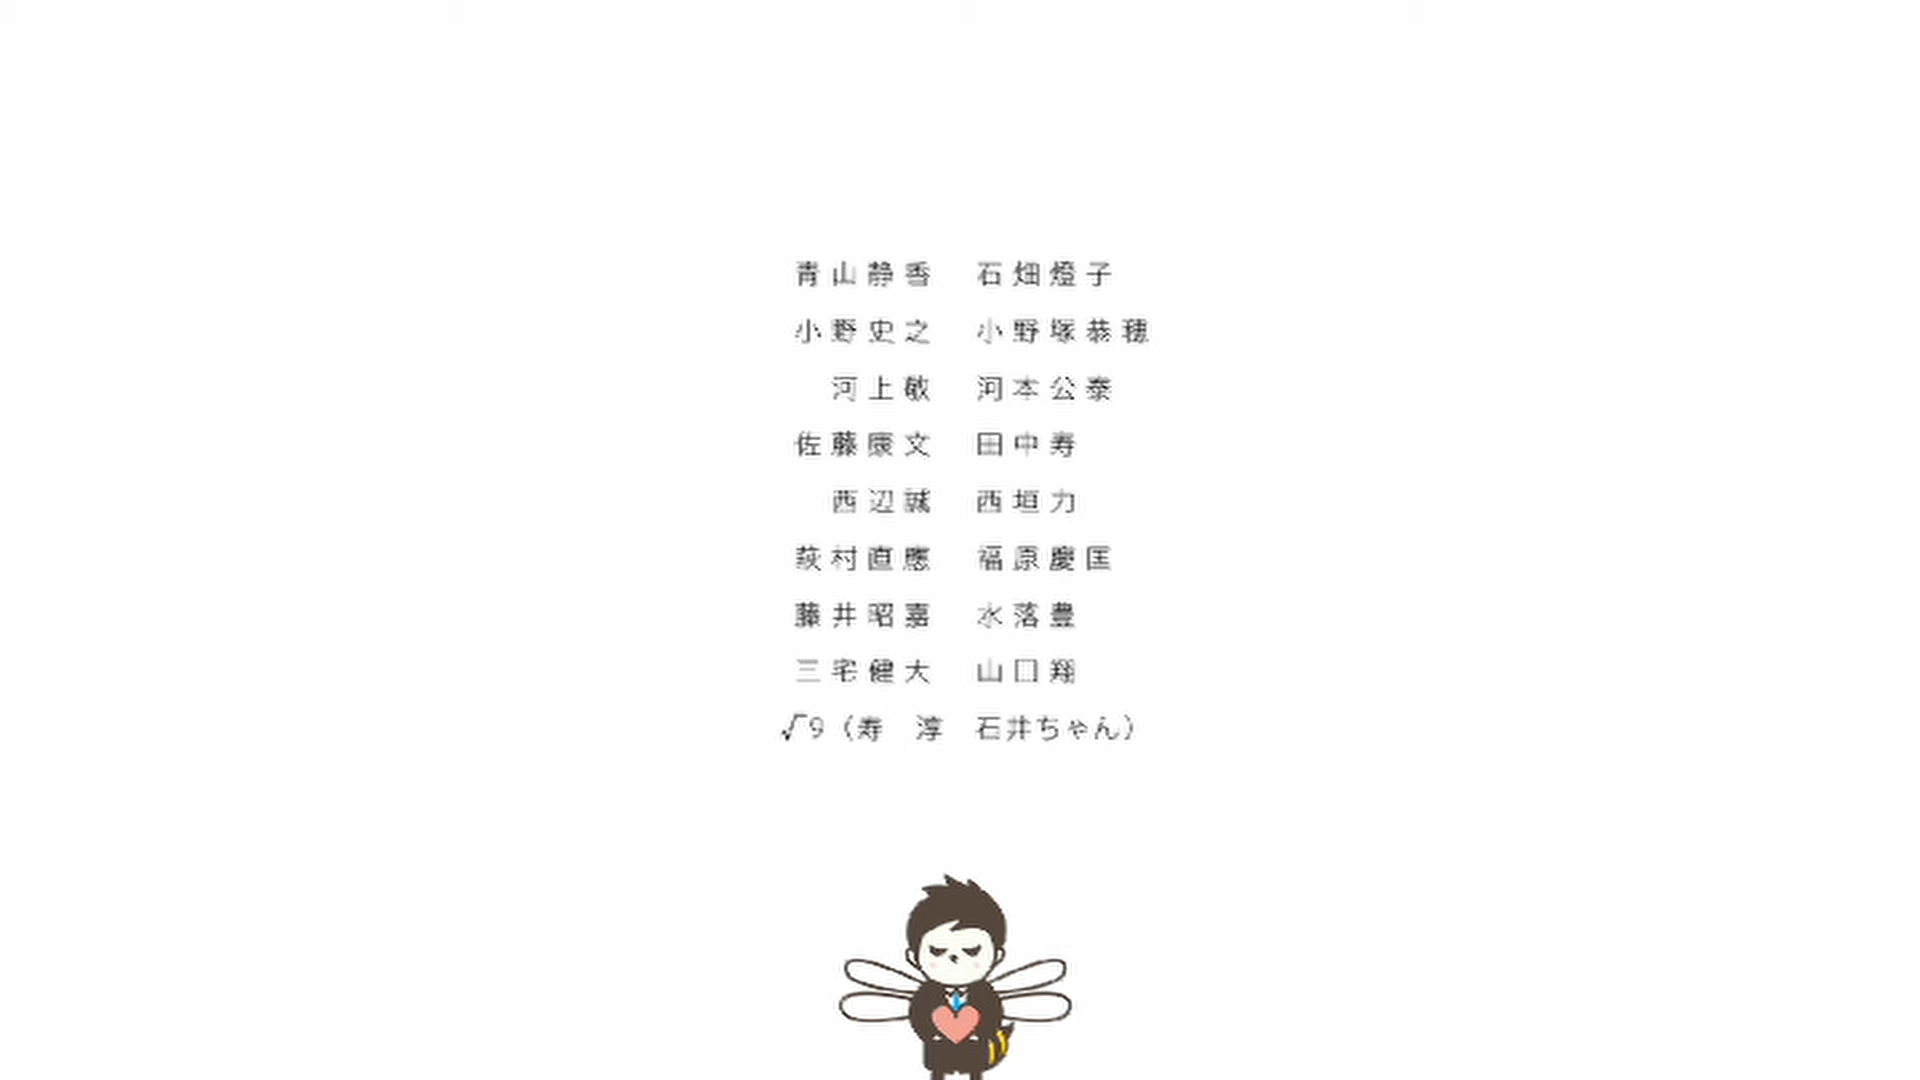 青山静香 石畑燈子
小野史之 小野塚恭穂
河上敬 河本公泰
佐藤康文 田中寿
西辺誠 西垣力
萩村直應 福原慶匡
藤井昭嘉 水落豊
三宅健大 山口翔
√9（寿 淳 石井ちゃん）